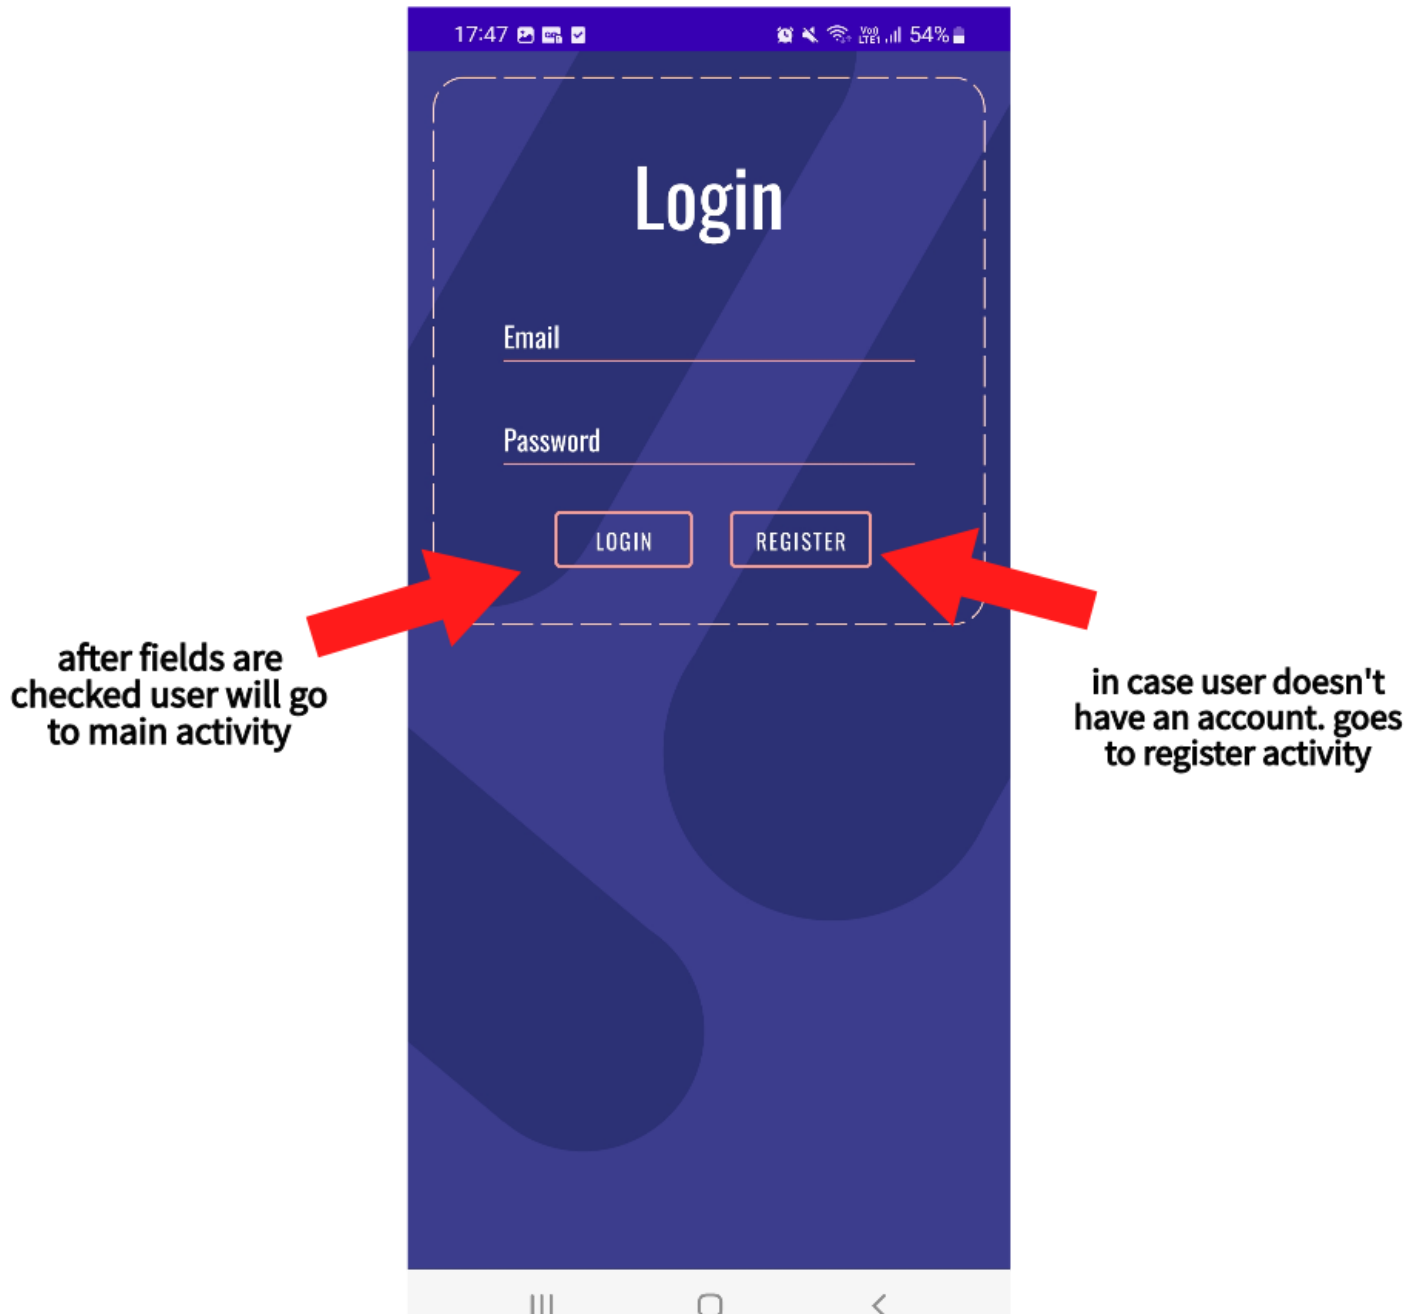 17:47 54%
Login
Email
Password
LOGIN REGISTER
after fields are
checked user will go
to main activity
in case user doesn't
have an account. goes
to register activity